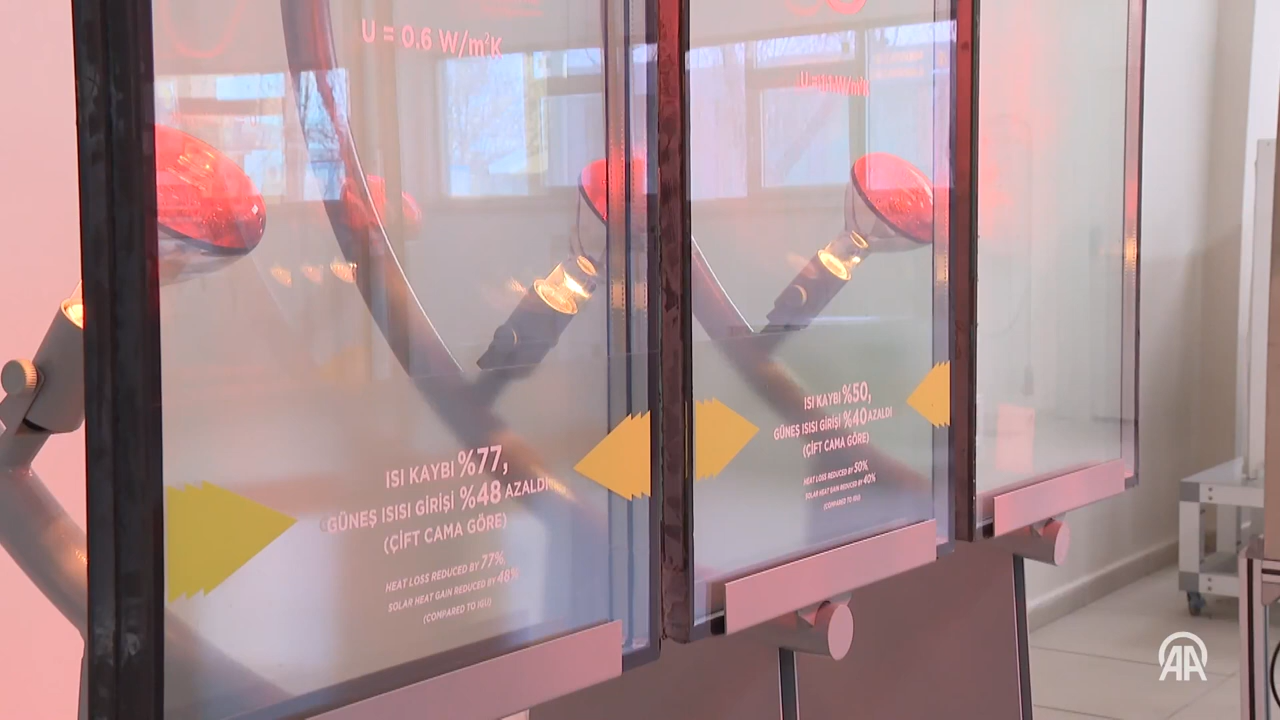 U = 0.6 W/m²K
ISI KAYBI %77,
GÜNEŞ ISISI GİRİŞİ %48 AZALDI
(ÇİFT CAMA GÖRE)
HEAT LOSS REDUCED BY 77%,
SOLAR HEAT GAIN REDUCED BY 48%
(COMPARED TO IGU)
U = 1.1 W/m²K
ISI KAYBI %50,
GÜNEŞ ISISI GİRİŞİ %40 AZALDI
(ÇİFT CAMA GÖRE)
HEAT LOSS REDUCED BY 50%,
SOLAR HEAT GAIN REDUCED BY 40%
(COMPARED TO IGU)
AA